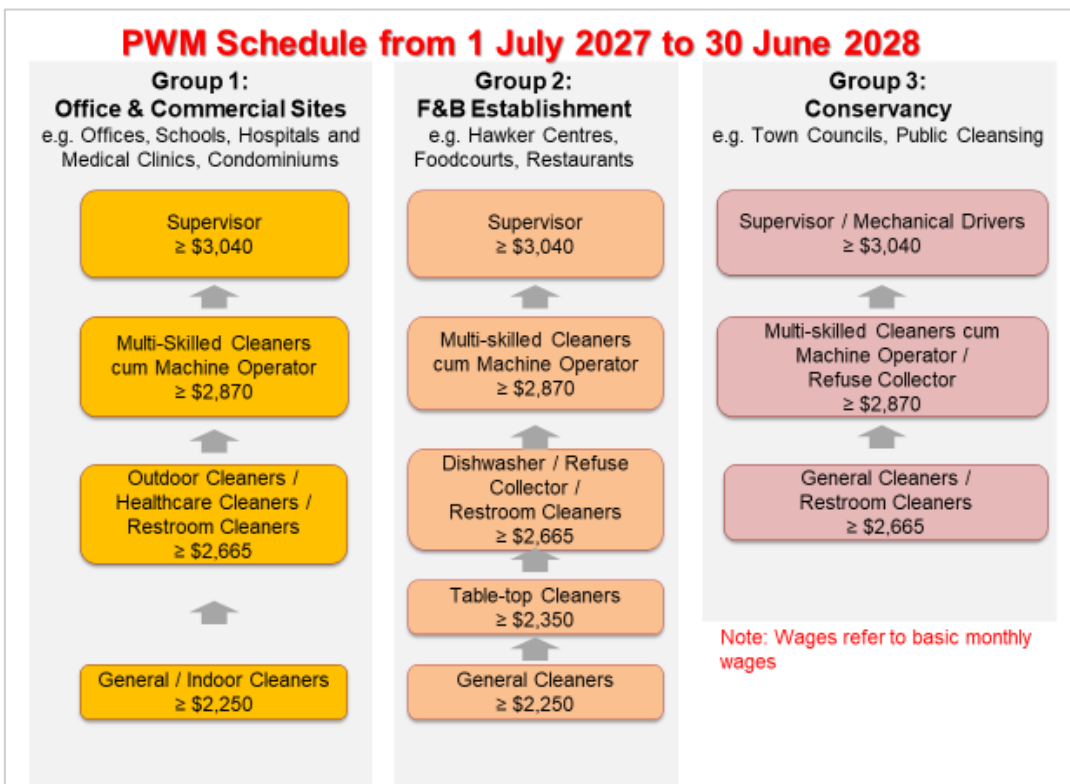 PWM Schedule from 1 July 2027 to 30 June 2028
Group 1:
Office & Commercial Sites
e.g. Offices, Schools, Hospitals and
Medical Clinics, Condominiums
Supervisor
≥ $3,040
Multi-Skilled Cleaners
cum Machine Operator
≥ $2,870
Outdoor Cleaners /
Healthcare Cleaners /
Restroom Cleaners
≥ $2,665
General / Indoor Cleaners
≥ $2,250
Group 2:
F&B Establishment
e.g. Hawker Centres,
Foodcourts, Restaurants
Supervisor
≥ $3,040
Multi-skilled Cleaners
cum Machine Operator
≥ $2,870
Dishwasher / Refuse
Collector /
Restroom Cleaners
≥ $2,665
Table-top Cleaners
≥ $2,350
General Cleaners
≥ $2,250
Group 3:
Conservancy
e.g. Town Councils, Public Cleansing
Supervisor / Mechanical Drivers
≥ $3,040
Multi-skilled Cleaners cum
Machine Operator /
Refuse Collector
≥ $2,870
General Cleaners /
Restroom Cleaners
≥ $2,665
Note: Wages refer to basic monthly
wages